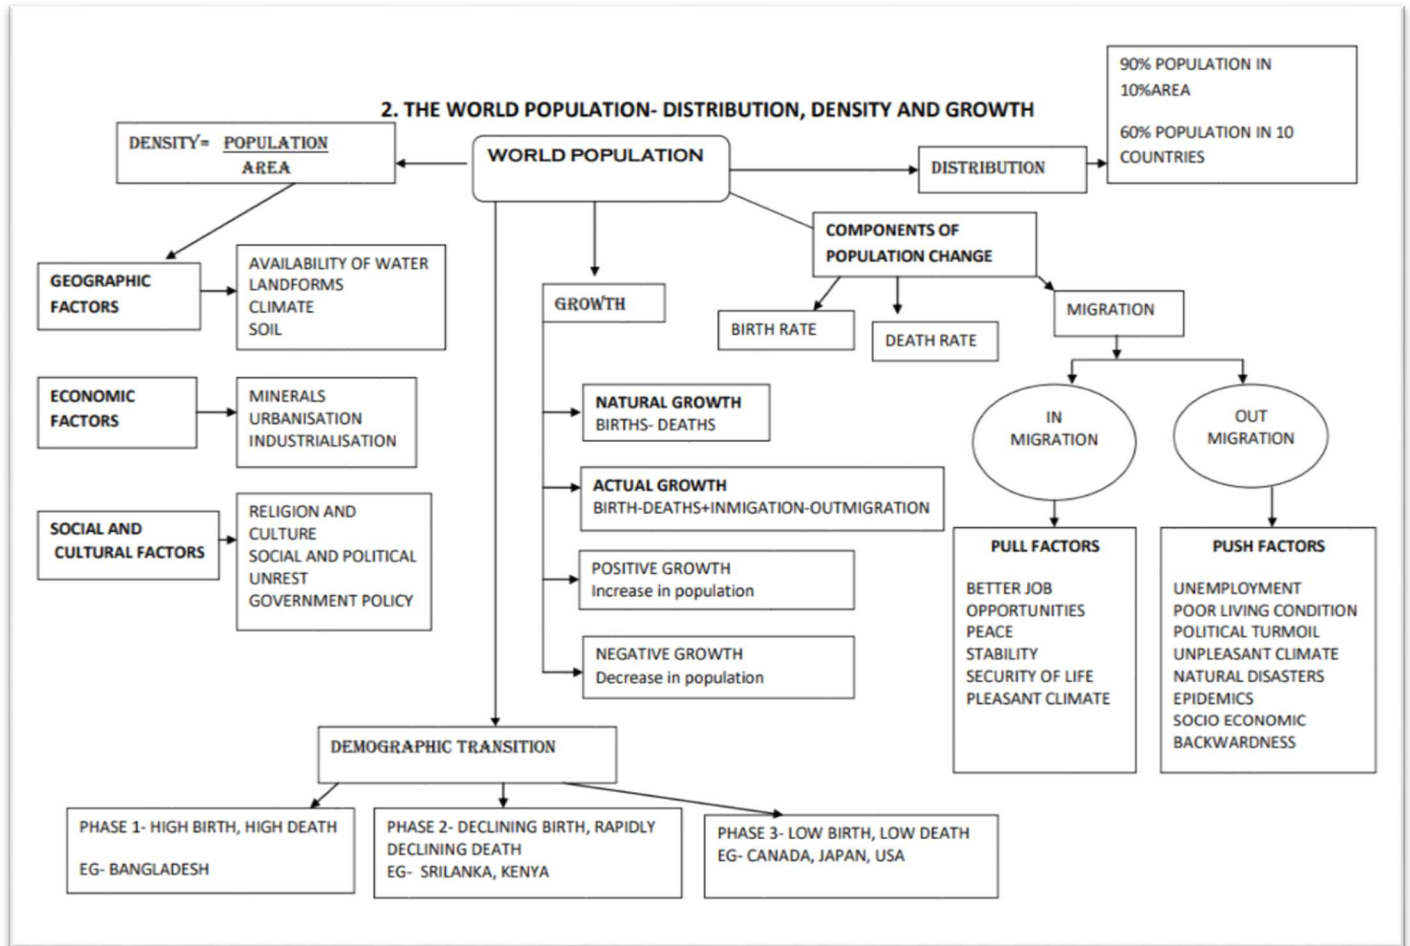 2. THE WORLD POPULATION- DISTRIBUTION, DENSITY AND GROWTH
WORLD POPULATION
DENSITY= POPULATION
AREA
GEOGRAPHIC
FACTORS
AVAILABILITY OF WATER
LANDFORMS
CLIMATE
SOIL
ECONOMIC
FACTORS
MINERALS
URBANISATION
INDUSTRIALISATION
SOCIAL AND
CULTURAL FACTORS
RELIGION AND
CULTURE
SOCIAL AND POLITICAL
UNREST
GOVERNMENT POLICY
DISTRIBUTION
90% POPULATION IN
10%AREA
60% POPULATION IN 10
COUNTRIES
GROWTH
NATURAL GROWTH
BIRTHS- DEATHS
ACTUAL GROWTH
BIRTH-DEATHS+INMIGATION-OUTMIGRATION
POSITIVE GROWTH
Increase in population
NEGATIVE GROWTH
Decrease in population
COMPONENTS OF
POPULATION CHANGE
BIRTH RATE
DEATH RATE
MIGRATION
IN
MIGRATION
OUT
MIGRATION
PULL FACTORS
BETTER JOB
OPPORTUNITIES
PEACE
STABILITY
SECURITY OF LIFE
PLEASANT CLIMATE
PUSH FACTORS
UNEMPLOYMENT
POOR LIVING CONDITION
POLITICAL TURMOIL
UNPLEASANT CLIMATE
NATURAL DISASTERS
EPIDEMICS
SOCIO ECONOMIC
BACKWARDNESS
DEMOGRAPHIC TRANSITION
PHASE 1- HIGH BIRTH, HIGH DEATH
EG- BANGLADESH
PHASE 2- DECLINING BIRTH, RAPIDLY
DECLINING DEATH
EG- SRILANKA, KENYA
PHASE 3- LOW BIRTH, LOW DEATH
EG- CANADA, JAPAN, USA